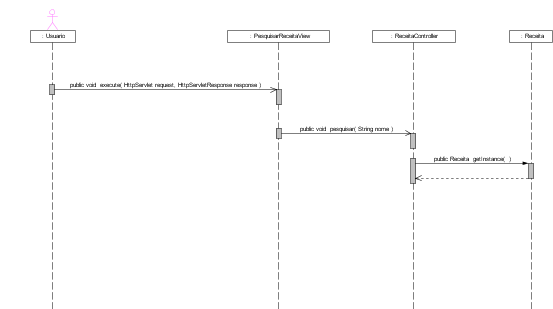 : Usuario
: PesquisarReceitaView
: ReceitaController
: Receita
public void execute( HttpServlet request, HttpServletResponse response )
public void pesquisar( String nome )
public Receita getInstance( )